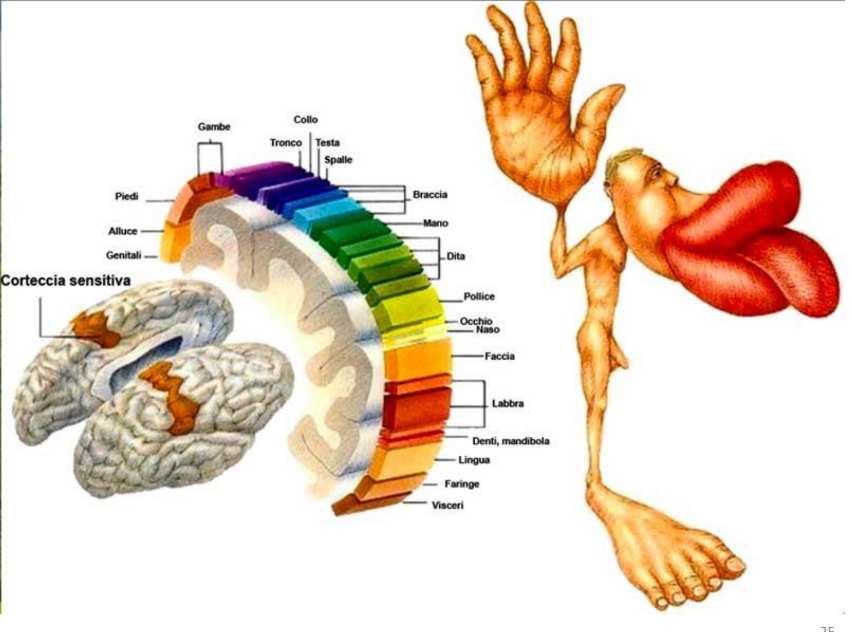 Collo
Gambe
Tronco
Testa
Spalle
Piedi
Braccia
Mano
Alluce
Genitali
Dita
Corteccia sensitiva
Pollice
Occhio
Naso
Faccia
Labbra
Denti, mandibola
Lingua
Faringe
Visceri
25